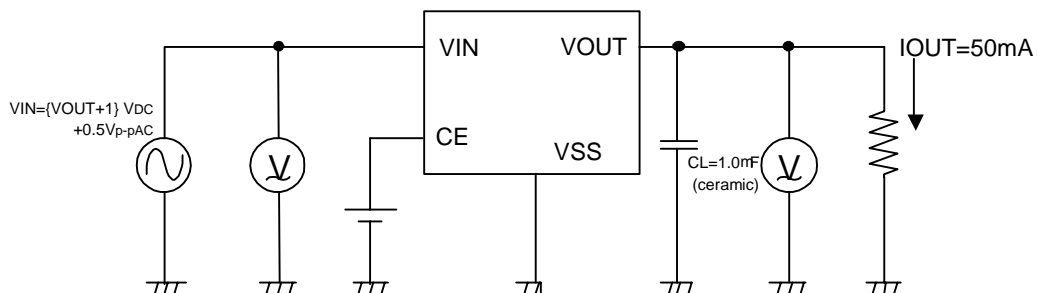 VIN
VOUT
IOUT=50mA
VIN={VOUT+1} VDC
+0.5Vp-pAC
CE
VSS
V
CL=1.0mF
(ceramic)
V